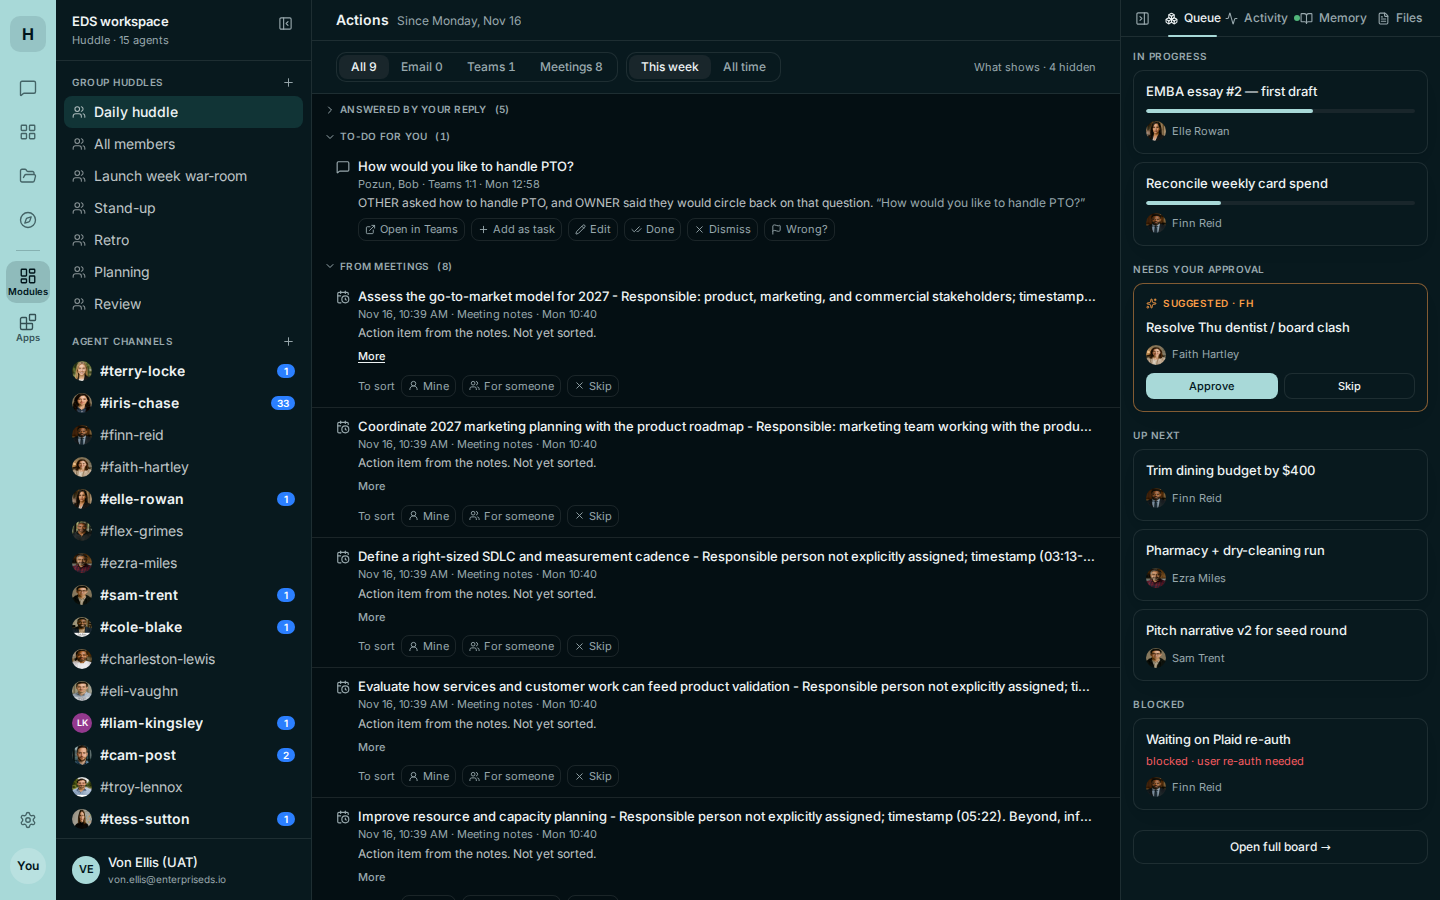 H
Modules
Apps
You
EDS workspace
Huddle · 15 agents
GROUP HUDDLES
Daily huddle
All members
Launch week war-room
Stand-up
Retro
Planning
Review
AGENT CHANNELS
#terry-locke 1
#iris-chase 33
#finn-reid
#faith-hartley
#elle-rowan 1
#flex-grimes
#ezra-miles
#sam-trent 1
#cole-blake 1
#charleston-lewis
#eli-vaughn
LK #liam-kingsley 1
#cam-post 2
#troy-lennox
#tess-sutton 1
VE Von Ellis (UAT)
von.ellis@enterpriseds.io
Actions Since Monday, Nov 16
All 9 Email 0 Teams 1 Meetings 8 This week All time What shows · 4 hidden
ANSWERED BY YOUR REPLY (5)
TO-DO FOR YOU (1)
How would you like to handle PTO?
Pozun, Bob · Teams 1:1 · Mon 12:58
OTHER asked how to handle PTO, and OWNER said they would circle back on that question. “How would you like to handle PTO?”
Open in Teams Add as task Edit Done Dismiss Wrong?
FROM MEETINGS (8)
Assess the go-to-market model for 2027 - Responsible: product, marketing, and commercial stakeholders; timestamp...
Nov 16, 10:39 AM · Meeting notes · Mon 10:40
Action item from the notes. Not yet sorted.
More
To sort Mine For someone Skip
Coordinate 2027 marketing planning with the product roadmap - Responsible: marketing team working with the produ...
Nov 16, 10:39 AM · Meeting notes · Mon 10:40
Action item from the notes. Not yet sorted.
More
To sort Mine For someone Skip
Define a right-sized SDLC and measurement cadence - Responsible person not explicitly assigned; timestamp (03:13-...
Nov 16, 10:39 AM · Meeting notes · Mon 10:40
Action item from the notes. Not yet sorted.
More
To sort Mine For someone Skip
Evaluate how services and customer work can feed product validation - Responsible person not explicitly assigned; ti...
Nov 16, 10:39 AM · Meeting notes · Mon 10:40
Action item from the notes. Not yet sorted.
More
To sort Mine For someone Skip
Improve resource and capacity planning - Responsible person not explicitly assigned; timestamp (05:22). Beyond, inf...
Nov 16, 10:39 AM · Meeting notes · Mon 10:40
Action item from the notes. Not yet sorted.
More
Queue Activity Memory Files
IN PROGRESS
EMBA essay #2 — first draft
Elle Rowan
Reconcile weekly card spend
Finn Reid
NEEDS YOUR APPROVAL
SUGGESTED · FH
Resolve Thu dentist / board clash
Faith Hartley
Approve Skip
UP NEXT
Trim dining budget by $400
Finn Reid
Pharmacy + dry-cleaning run
Ezra Miles
Pitch narrative v2 for seed round
Sam Trent
BLOCKED
Waiting on Plaid re-auth
blocked · user re-auth needed
Finn Reid
Open full board →